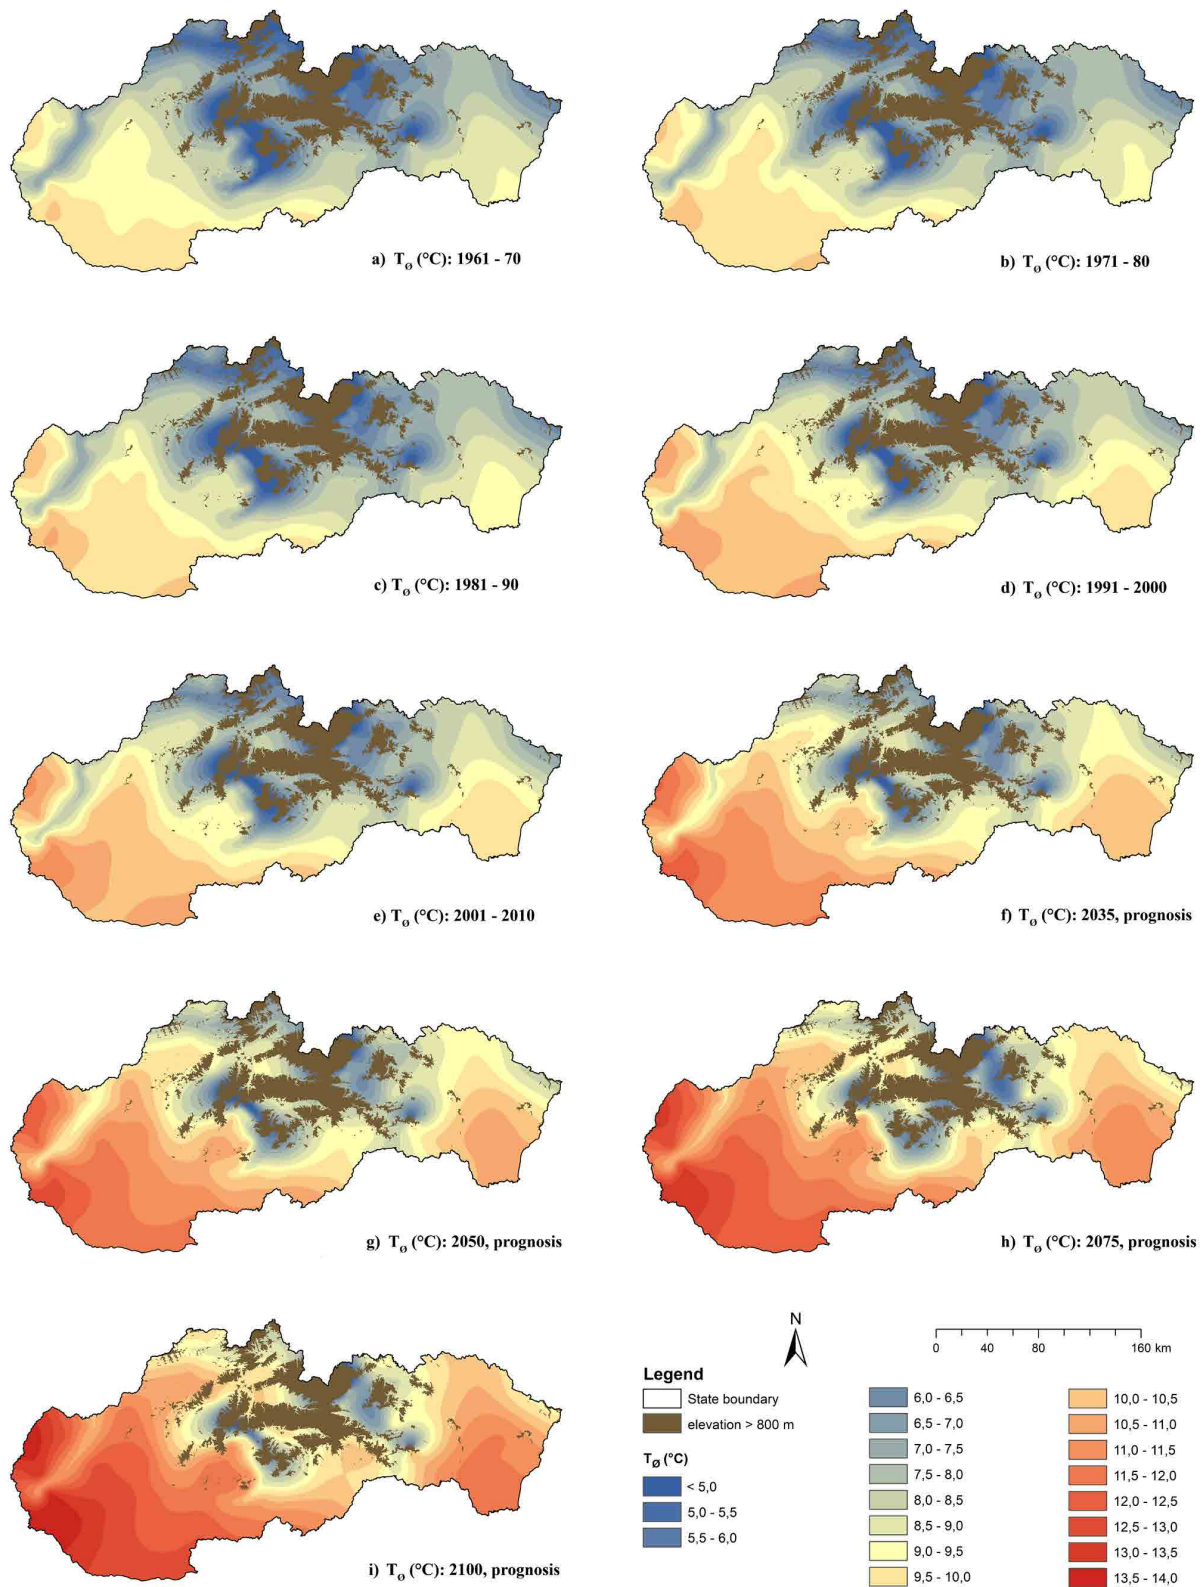 a) TØ (°C): 1961 - 70
b) TØ (°C): 1971 - 80
c) TØ (°C): 1981 - 90
d) TØ (°C): 1991 - 2000
e) TØ (°C): 2001 - 2010
f) TØ (°C): 2035, prognosis
g) TØ (°C): 2050, prognosis
h) TØ (°C): 2075, prognosis
i) TØ (°C): 2100, prognosis
N
0 40 80 160 km
Legend
State boundary
elevation > 800 m
TØ (°C)
< 5,0
5,0 - 5,5
5,5 - 6,0
6,0 - 6,5
6,5 - 7,0
7,0 - 7,5
7,5 - 8,0
8,0 - 8,5
8,5 - 9,0
9,0 - 9,5
9,5 - 10,0
10,0 - 10,5
10,5 - 11,0
11,0 - 11,5
11,5 - 12,0
12,0 - 12,5
12,5 - 13,0
13,0 - 13,5
13,5 - 14,0